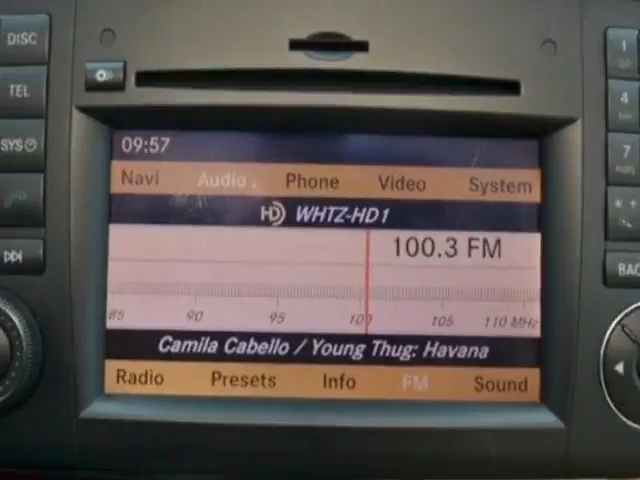 DISC
TEL
SYS
09:57
Navi Audio Phone Video System
HD WHTZ-HD1
100.3 FM
85 90 95 100 105 110 MHz
Camila Cabello / Young Thug: Havana
Radio Presets Info FM Sound
1
4
7
BAC